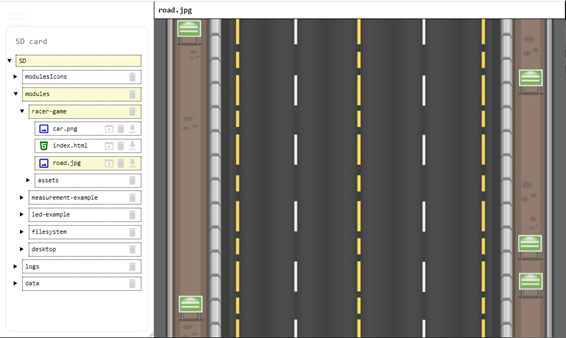 road.jpg
SD card
SD
modulesIcons
modules
racer-game
car.png
index.html
road.jpg
assets
measurement-example
led-example
filesystem
desktop
logs
data